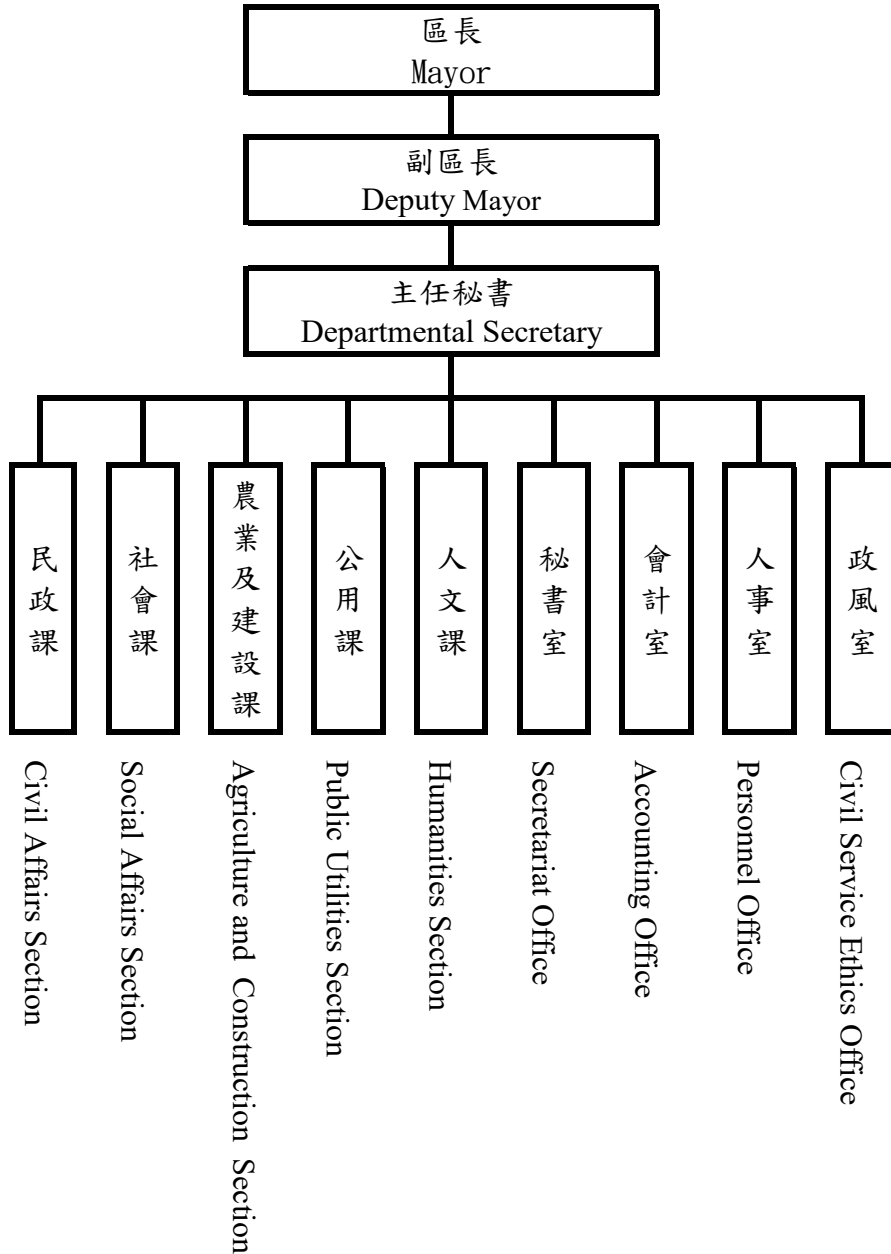 區長
Mayor
副區長
Deputy Mayor
主任秘書
Departmental Secretary
民政課
社會課
農業及建設課
公用課
人文課
秘書室
會計室
人事室
政風室
Civil Affairs Section
Social Affairs Section
Agriculture and Construction Section
Public Utilities Section
Humanities Section
Secretariat Office
Accounting Office
Personnel Office
Civil Service Ethics Office